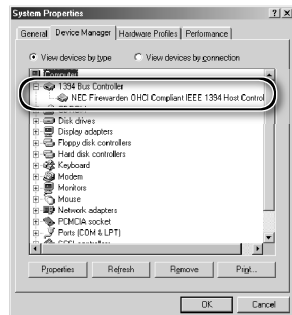 System Properties
General
Device Manager
Hardware Profiles
Performance
View devices by type
View devices by connection
Computer
1394 Bus Controller
NEC Firewarden OHCI Compliant IEEE 1394 Host Control
Disk drives
Display adapters
Floppy disk controllers
Hard disk controllers
Keyboard
Modem
Monitors
Mouse
Network adapters
PCMCIA socket
Ports (COM & LPT)
Properties
Refresh
Remove
Print...
OK
Cancel